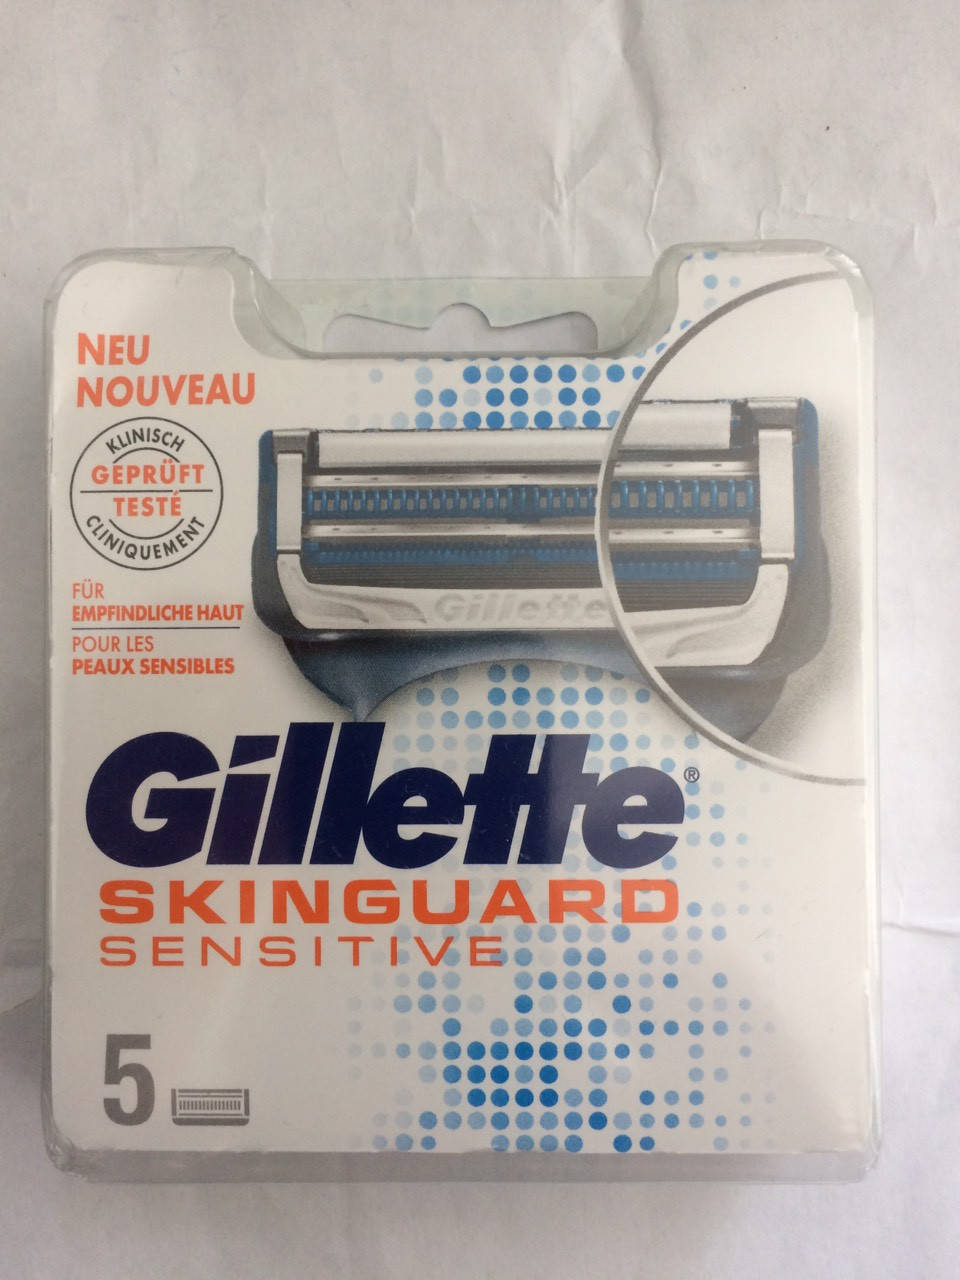 NEU
NOUVEAU
KLINISCH
GEPRÜFT
TESTÉ
CLINIQUEMENT
FÜR
EMPFINDLICHE HAUT
POUR LES
PEAUX SENSIBLES
Gillette
Gillette®
SKINGUARD
SENSITIVE
5